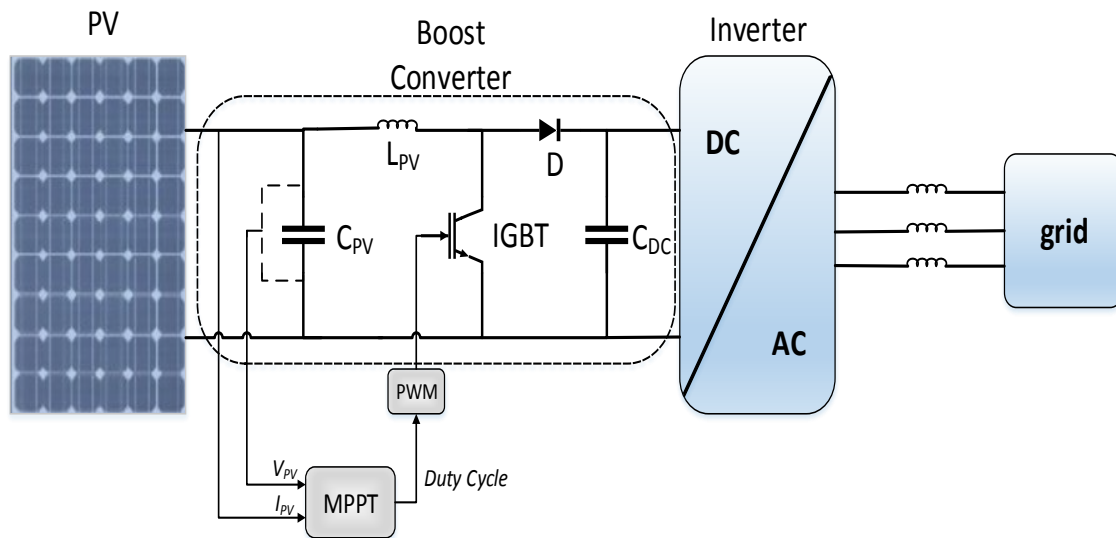 PV
Boost
Converter
Inverter
L_PV
D
DC
C_PV
IGBT
C_DC
grid
AC
PWM
V_PV
Duty Cycle
MPPT
I_PV